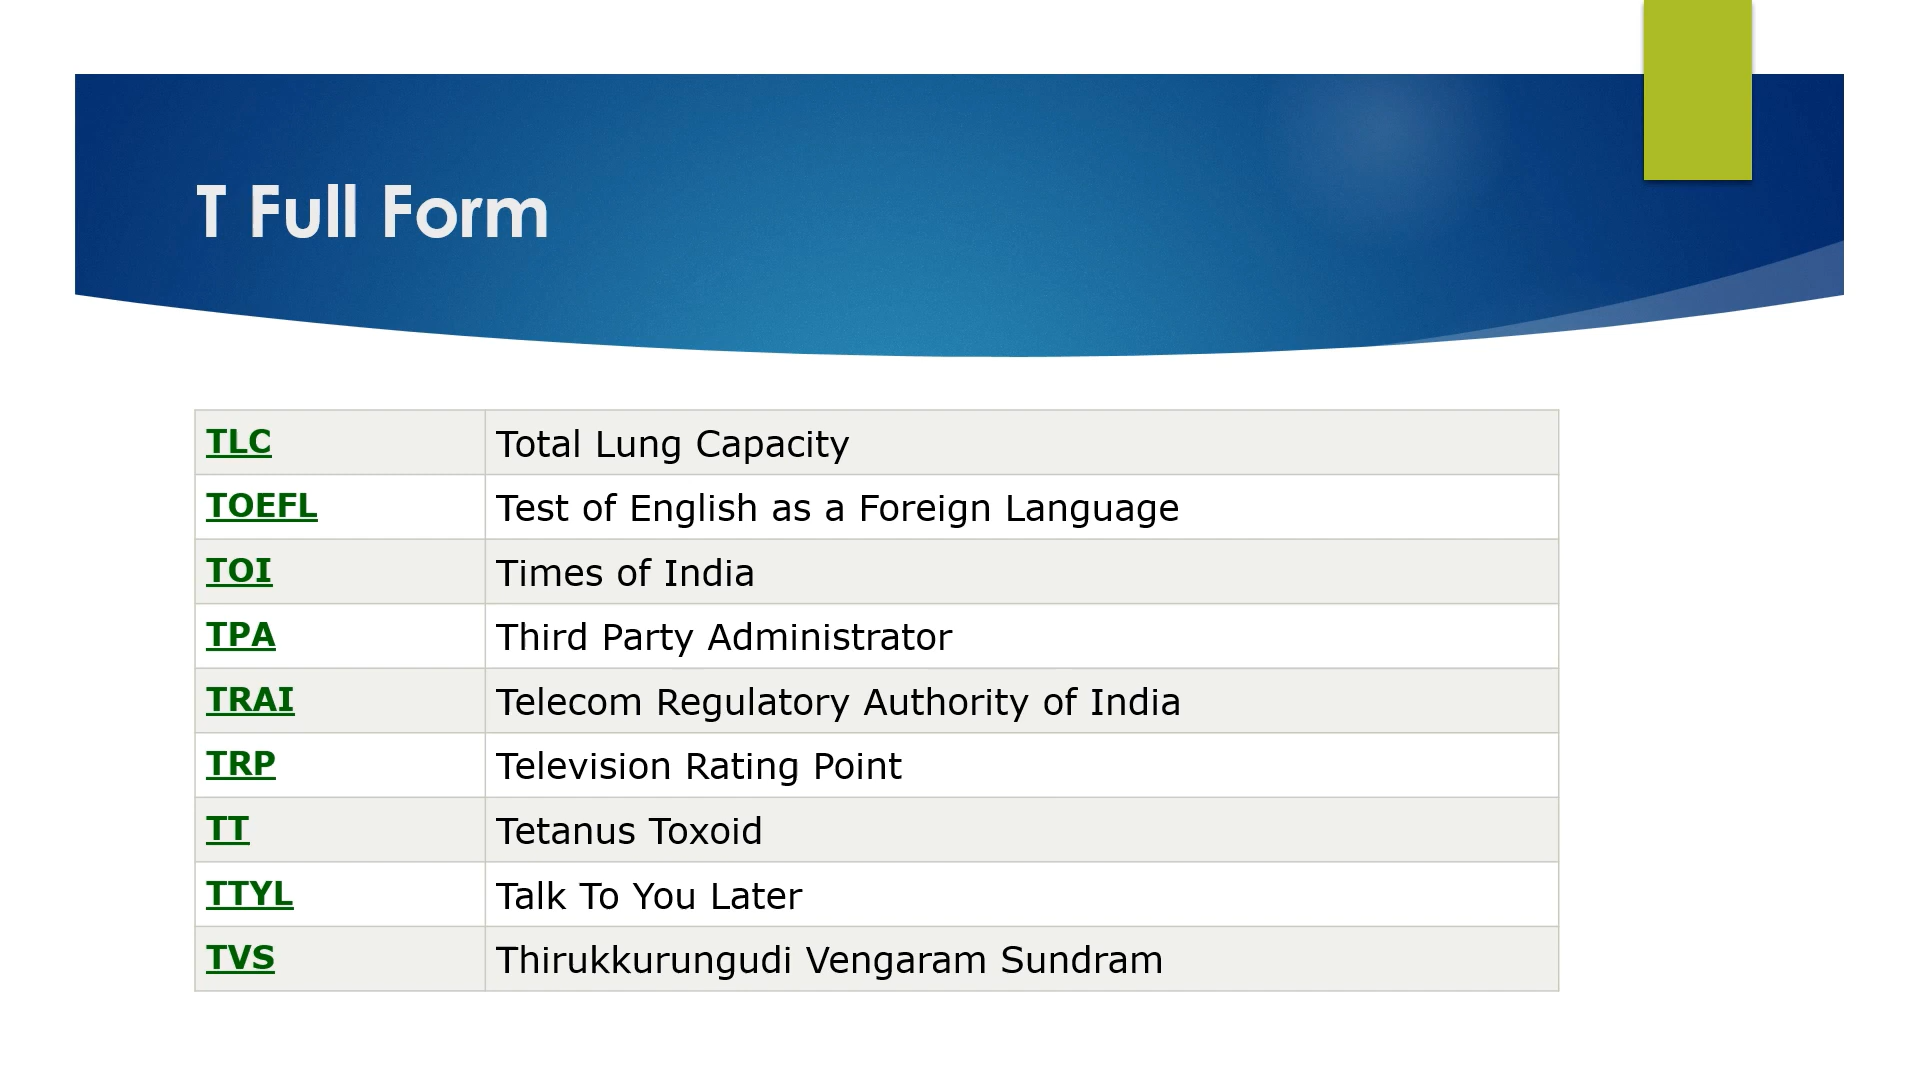 T Full Form
TLC Total Lung Capacity
TOEFL Test of English as a Foreign Language
TOI Times of India
TPA Third Party Administrator
TRAI Telecom Regulatory Authority of India
TRP Television Rating Point
TT Tetanus Toxoid
TTYL Talk To You Later
TVS Thirukkurungudi Vengaram Sundram